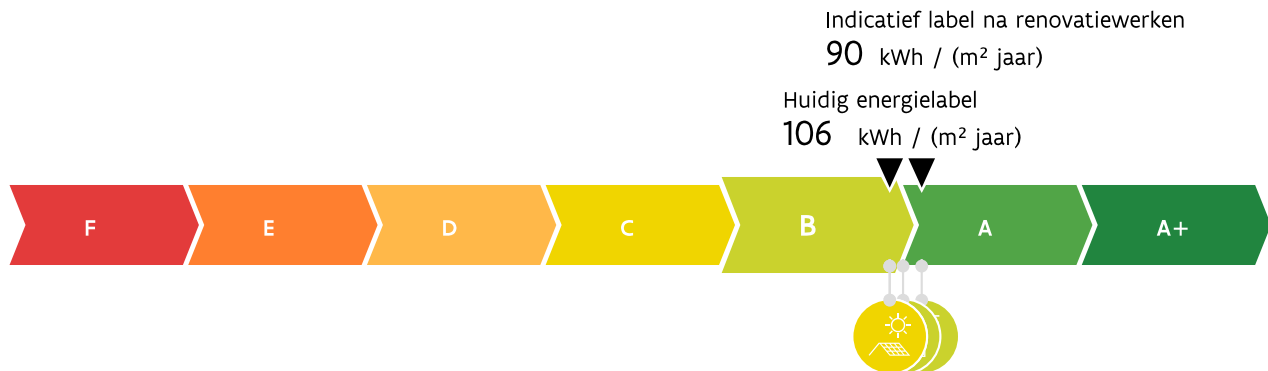 Indicatief label na renovatiewerken
90 kWh / (m² jaar)
Huidig energielabel
106 kWh / (m² jaar)
F E D C B A A+